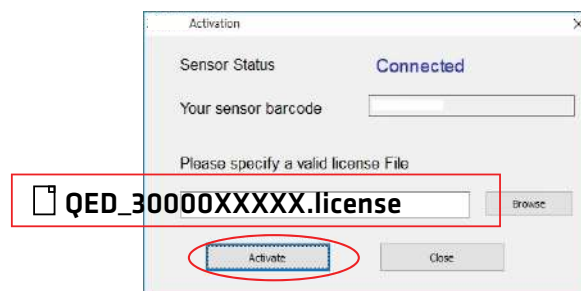 Activation
Sensor Status Connected
Your sensor barcode
Please specify a valid license File
QED_30000XXXXX.license Browse
Activate Close